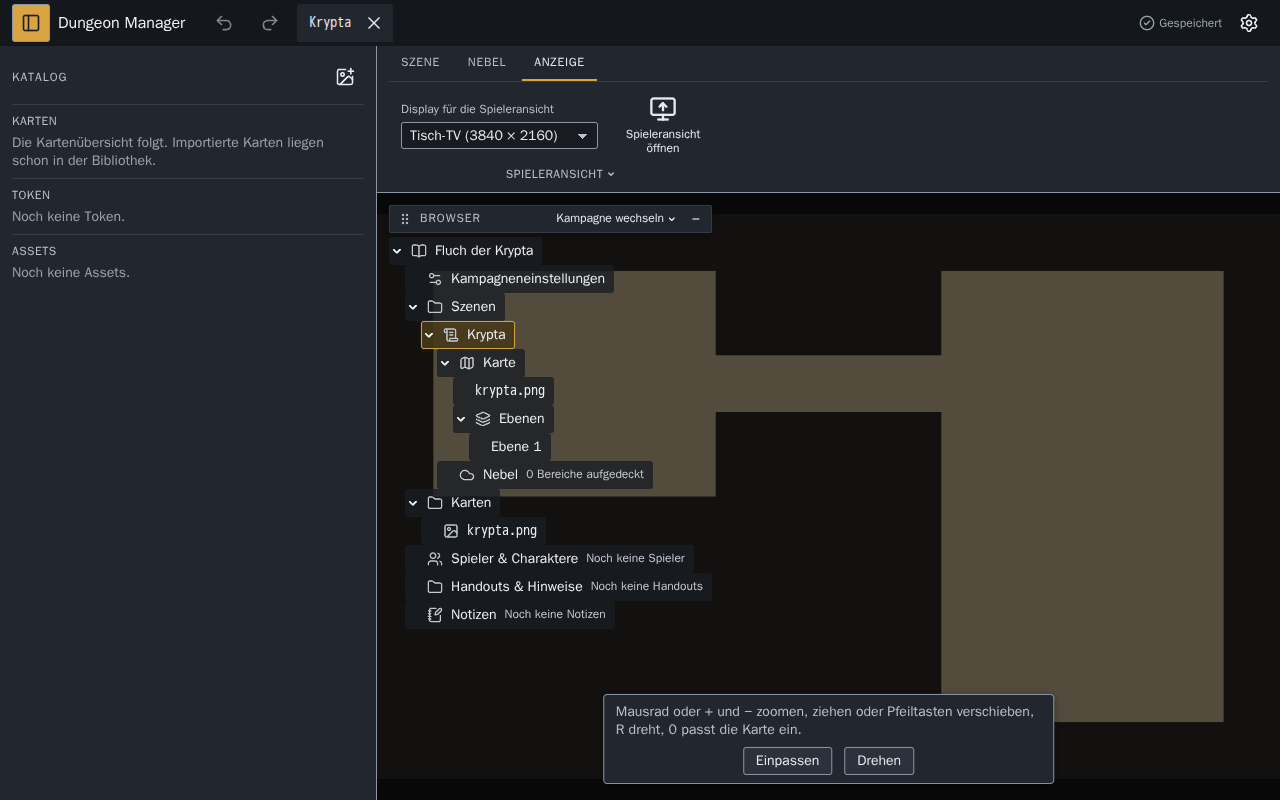 Dungeon Manager
Krypta
Gespeichert
KATALOG
KARTEN
Die Kartenübersicht folgt. Importierte Karten liegen
schon in der Bibliothek.
TOKEN
Noch keine Token.
ASSETS
Noch keine Assets.
SZENE
NEBEL
ANZEIGE
Display für die Spieleransicht
Tisch-TV (3840 × 2160)
Spieleransicht
öffnen
SPIELERANSICHT
BROWSER
Kampagne wechseln
Fluch der Krypta
Kampagneneinstellungen
Szenen
Krypta
Karte
krypta.png
Ebenen
Ebene 1
Nebel 0 Bereiche aufgedeckt
Karten
krypta.png
Spieler & Charaktere Noch keine Spieler
Handouts & Hinweise Noch keine Handouts
Notizen Noch keine Notizen
Mausrad oder + und − zoomen, ziehen oder Pfeiltasten verschieben,
R dreht, 0 passt die Karte ein.
Einpassen
Drehen